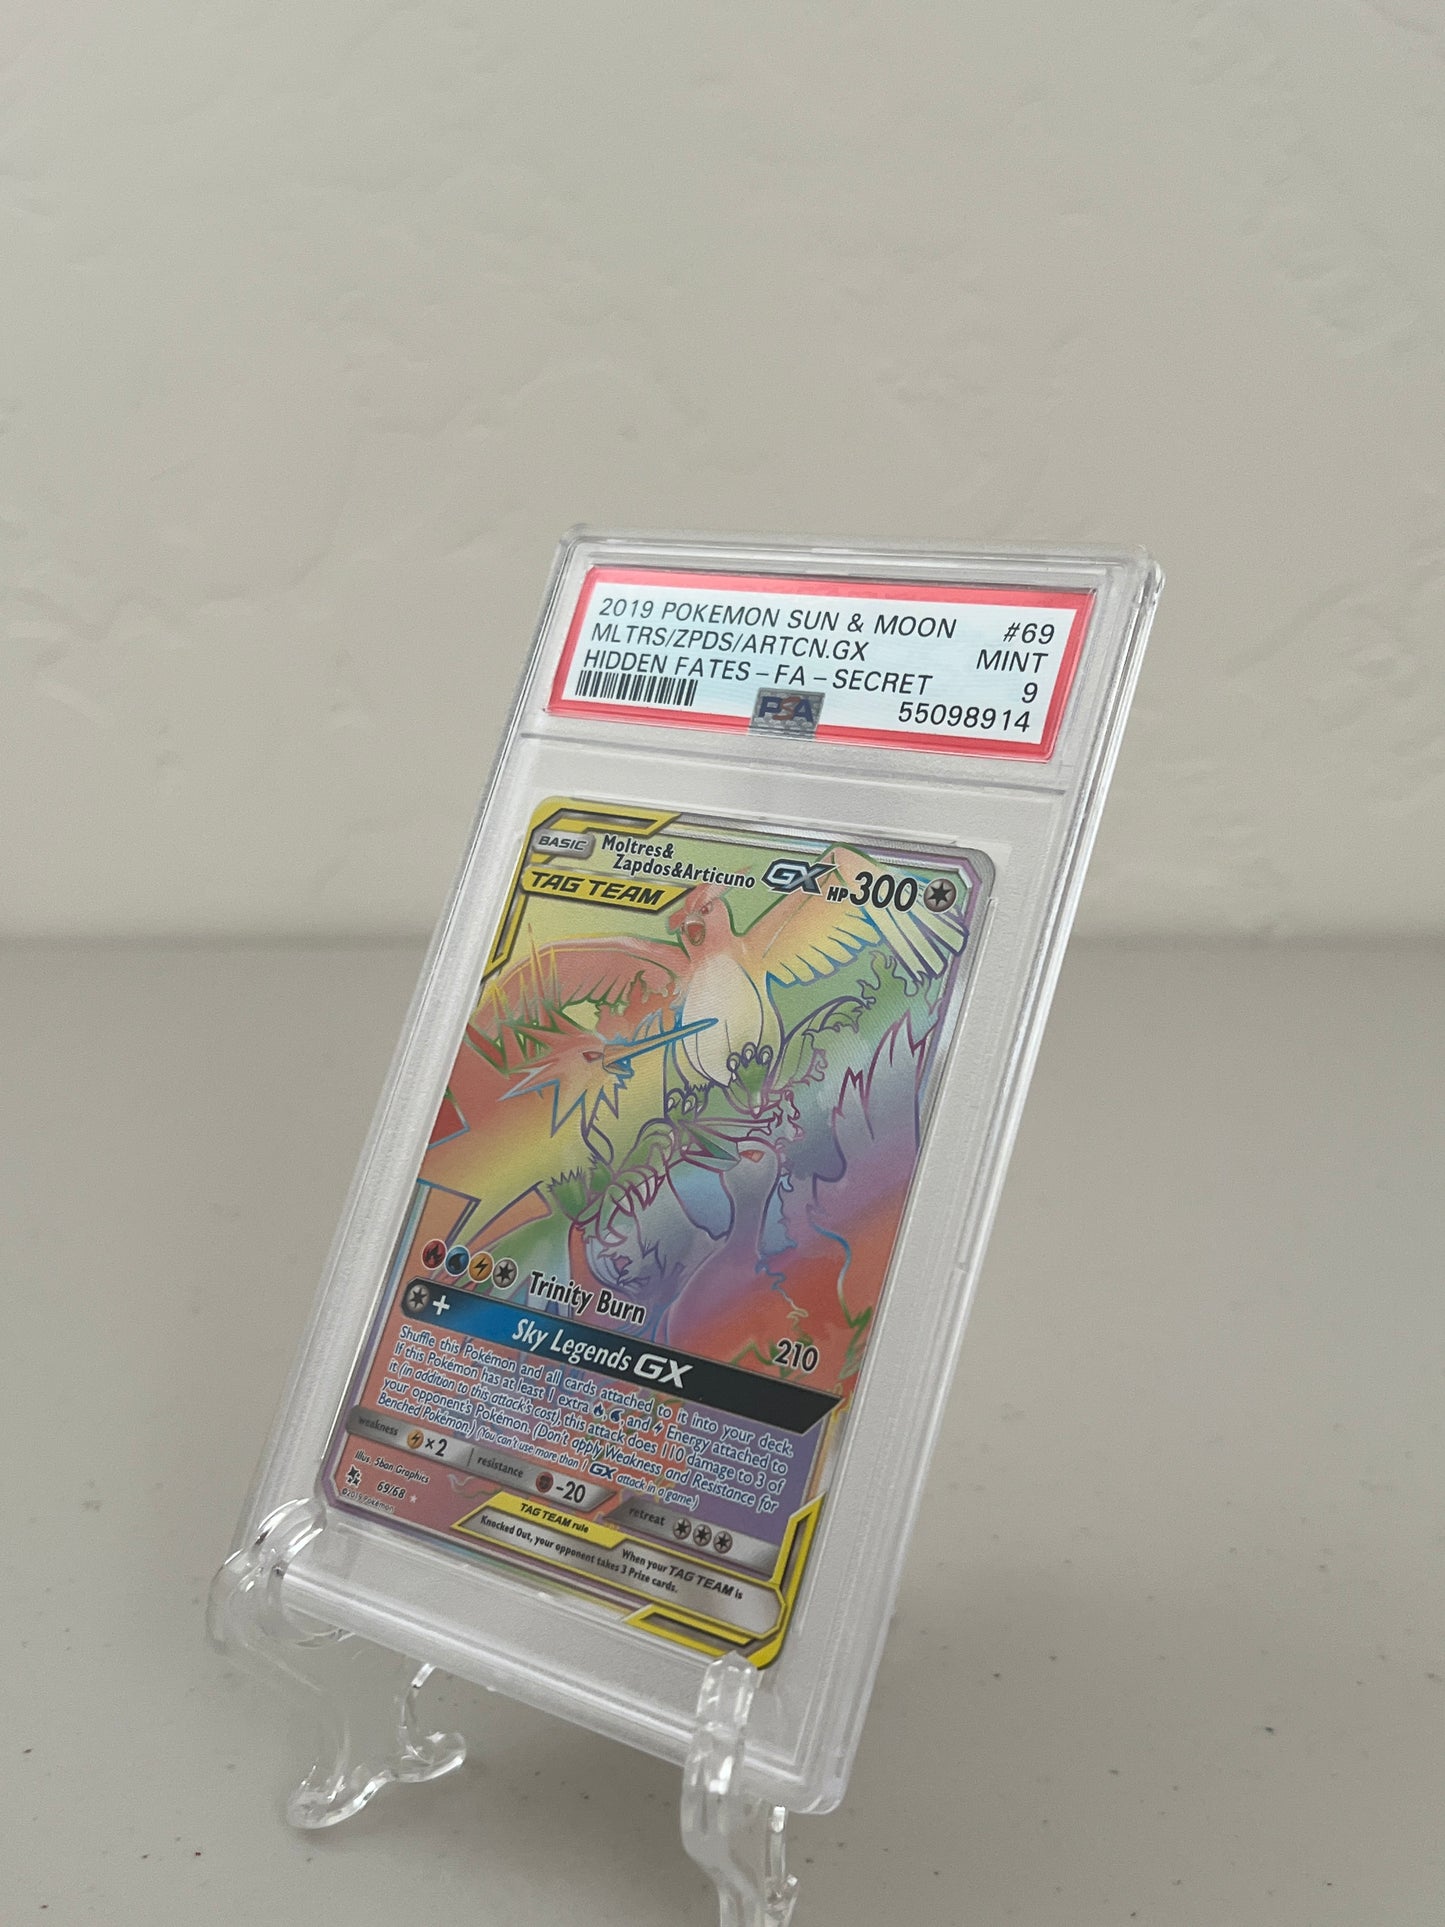 2019 POKEMON SUN & MOON #69
MLTRS/ZPDS/ARTCN.GX MINT
HIDDEN FATES-FA-SECRET 9
PSA 55098914
BASIC Moltres&
Zapdos&Articuno GX HP300
TAG TEAM
Trinity Burn 210
+ Sky Legends GX
Shuffle this Pokémon and all cards attached to it into your deck.
If this Pokémon has at least 1 extra , , and Energy attached to
it (in addition to this attack's cost), this attack does 110 damage to 3 of
your opponent's Pokémon. (Don't apply Weakness and Resistance for
Benched Pokémon.) (You can't use more than 1 GX attack in a game.)
weakness ×2 resistance -20 retreat
Illus. 5ban Graphics
69/68
©2019 Pokémon
TAG TEAM rule When your TAG TEAM is
Knocked Out, your opponent takes 3 Prize cards.